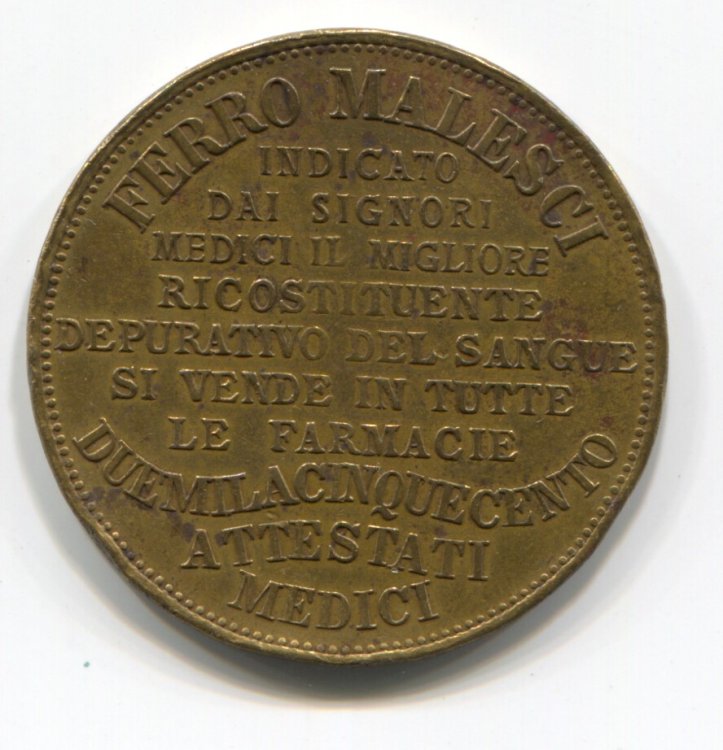 FERRO MALESCI
INDICATO
DAI SIGNORI
MEDICI IL MIGLIORE
RICOSTITUENTE
DEPURATIVO DEL SANGUE
SI VENDE IN TUTTE
LE FARMACIE
DUEMILACINQUECENTO
ATTESTATI
MEDICI